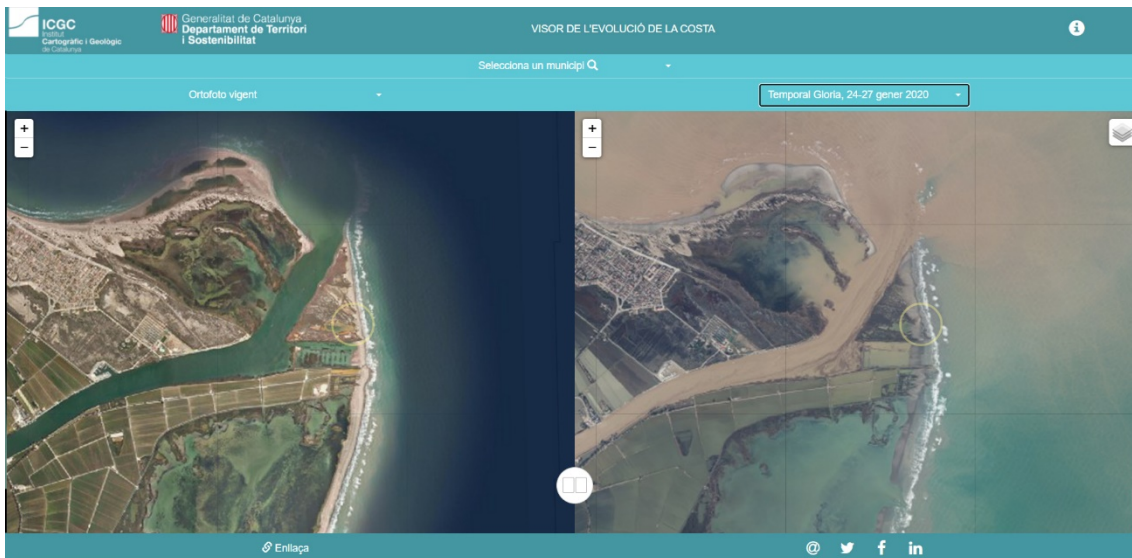 ICGC
Institut
Cartogràfic i Geològic
de Catalunya
Generalitat de Catalunya
Departament de Territori
i Sostenibilitat
VISOR DE L'EVOLUCIÓ DE LA COSTA
i
Selecciona un municipi
Ortofoto vigent
Temporal Gloria, 24-27 gener 2020
+
−
+
−
Enllaça
@
f
in